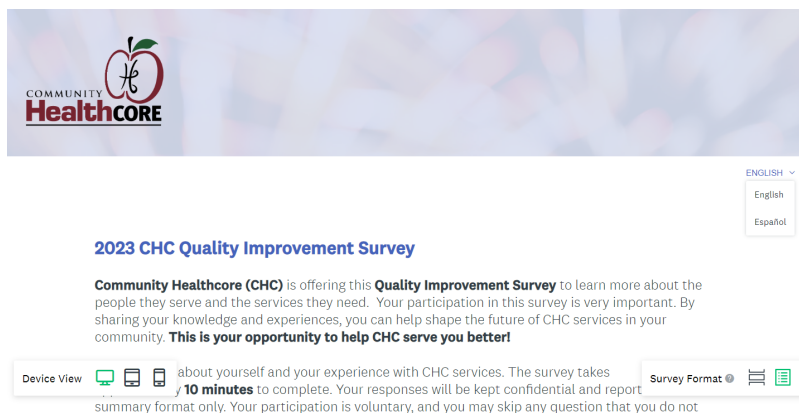 COMMUNITY
HealthCORE
ENGLISH
English
Español
2023 CHC Quality Improvement Survey
Community Healthcore (CHC) is offering this Quality Improvement Survey to learn more about the
people they serve and the services they need. Your participation in this survey is very important. By
sharing your knowledge and experiences, you can help shape the future of CHC services in your
community. This is your opportunity to help CHC serve you better!
about yourself and your experience with CHC services. The survey takes
10 minutes to complete. Your responses will be kept confidential and report
summary format only. Your participation is voluntary, and you may skip any question that you do not
Device View
Survey Format